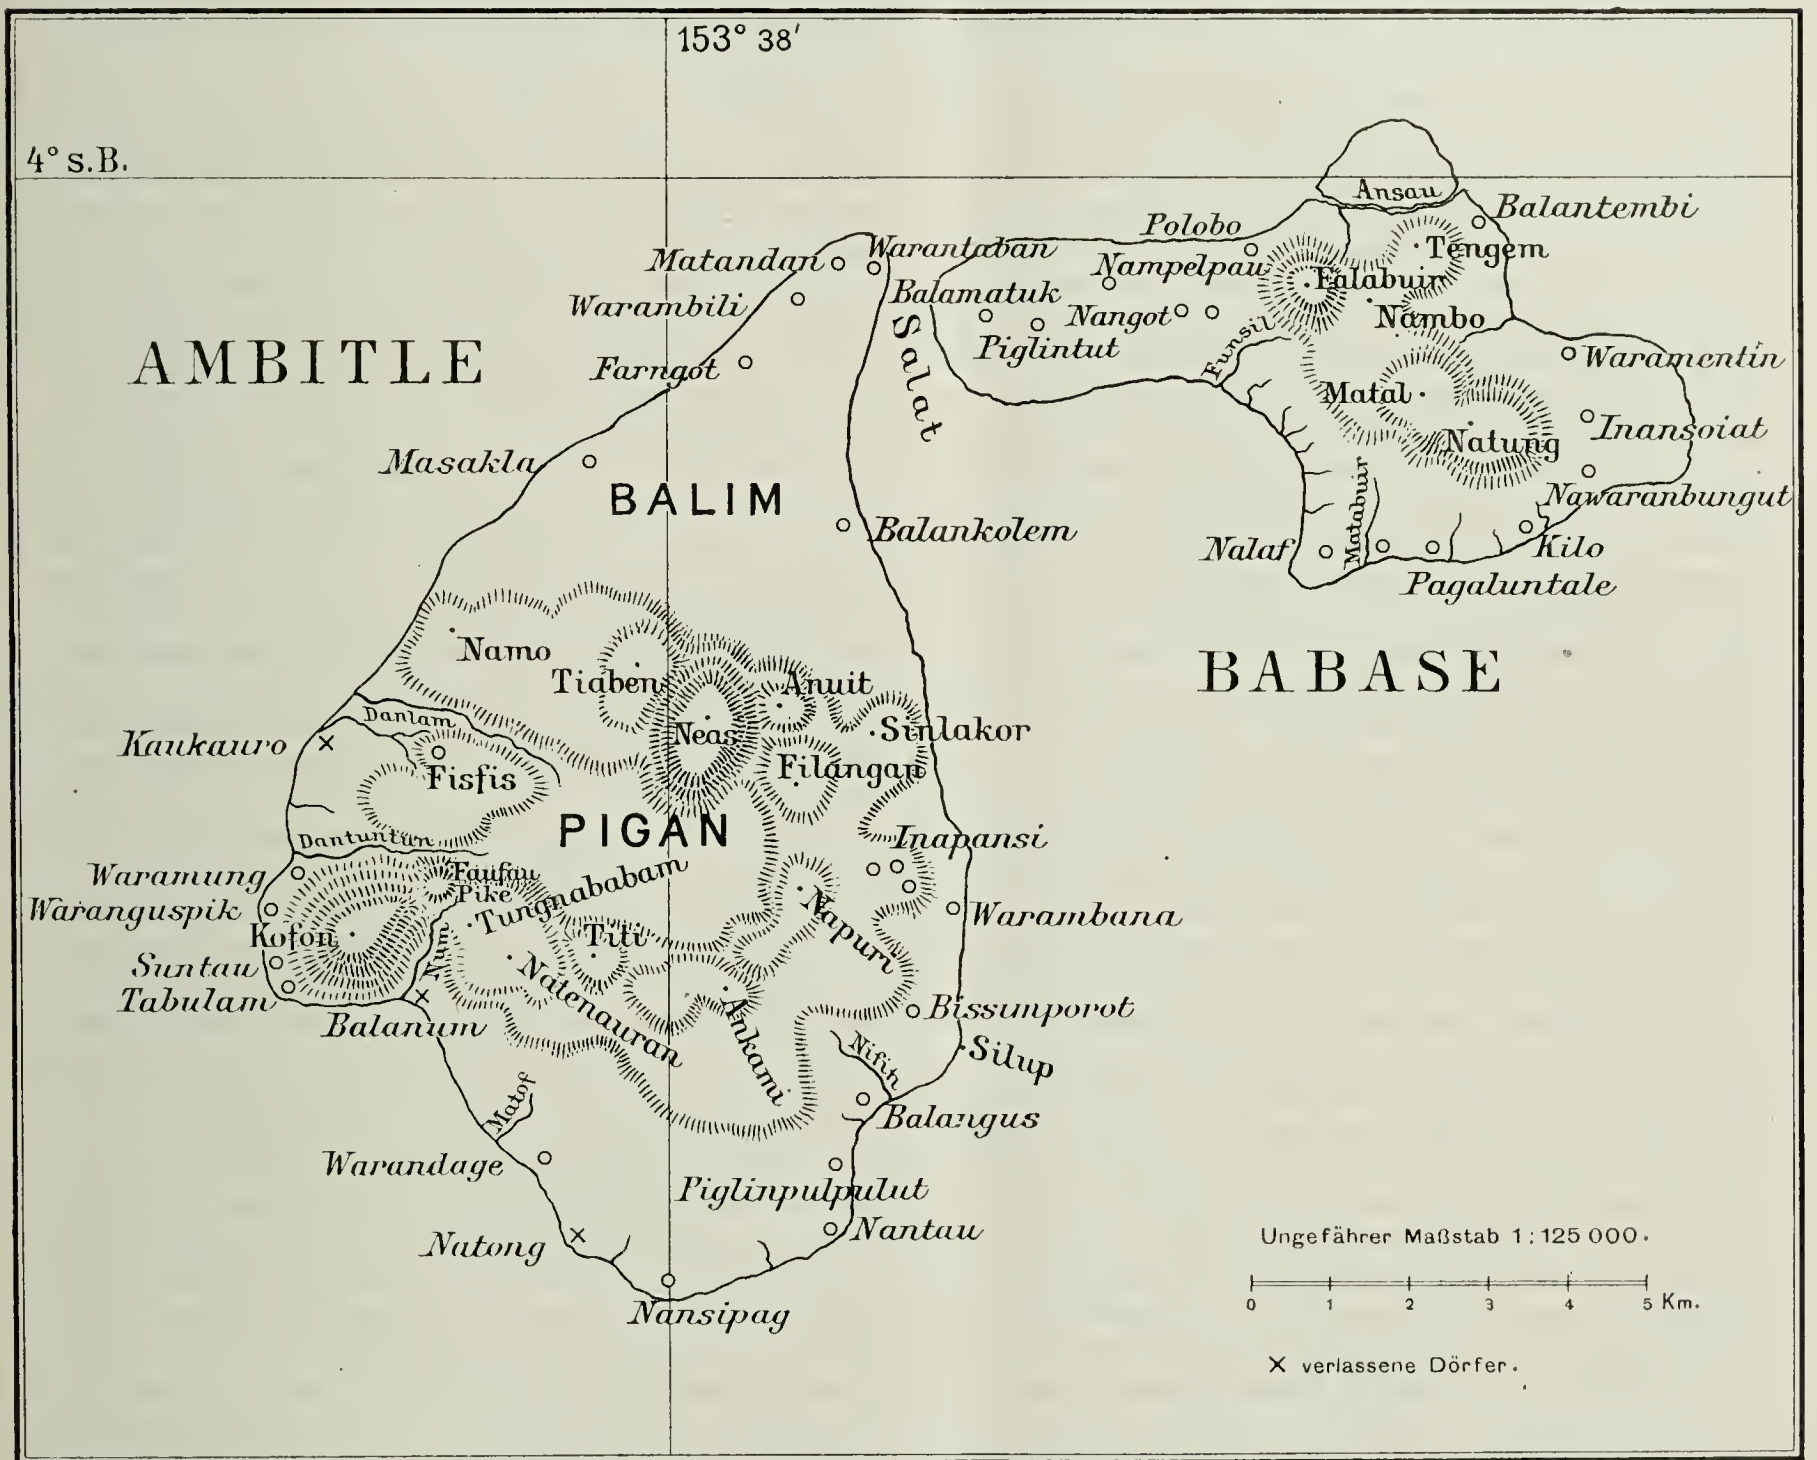 153° 38'
4° s.B.
Ansau
Balantembi
Polobo
Tengem
Matandan
Warantaban
Nampelpau
Falabuir
Warambili
Balamatuk
Nangot
Nambo
Piglintut
Funsil
Salat
AMBITLE
Farngot
Waramentin
Matal
Inansoiat
Natung
Masakla
BALIM
Nawaranbungut
Balankolem
Matabuir
Nalaf
Kilo
Pagaluntale
Namo
BABASE
Tiaben
Anuit
Danlam
Neas
Sinlakor
Kaukauro
Fisfis
Filangan
PIGAN
Dantuntun
Inapansi
Waramung
Faufau
Pike
Tungnababam
Waranguspik
Napuri
Warambana
Kofon
Num
Titi
Suntau
Natenauran
Tabulam
Ankami
Bissumporot
Balanum
Nifin
Silup
Matof
Balangus
Warandage
Piglinpulpulut
Natong
Nantau
Nansipag
Ungefährer Maßstab 1:125 000.
0 1 2 3 4 5 Km.
× verlassene Dörfer.